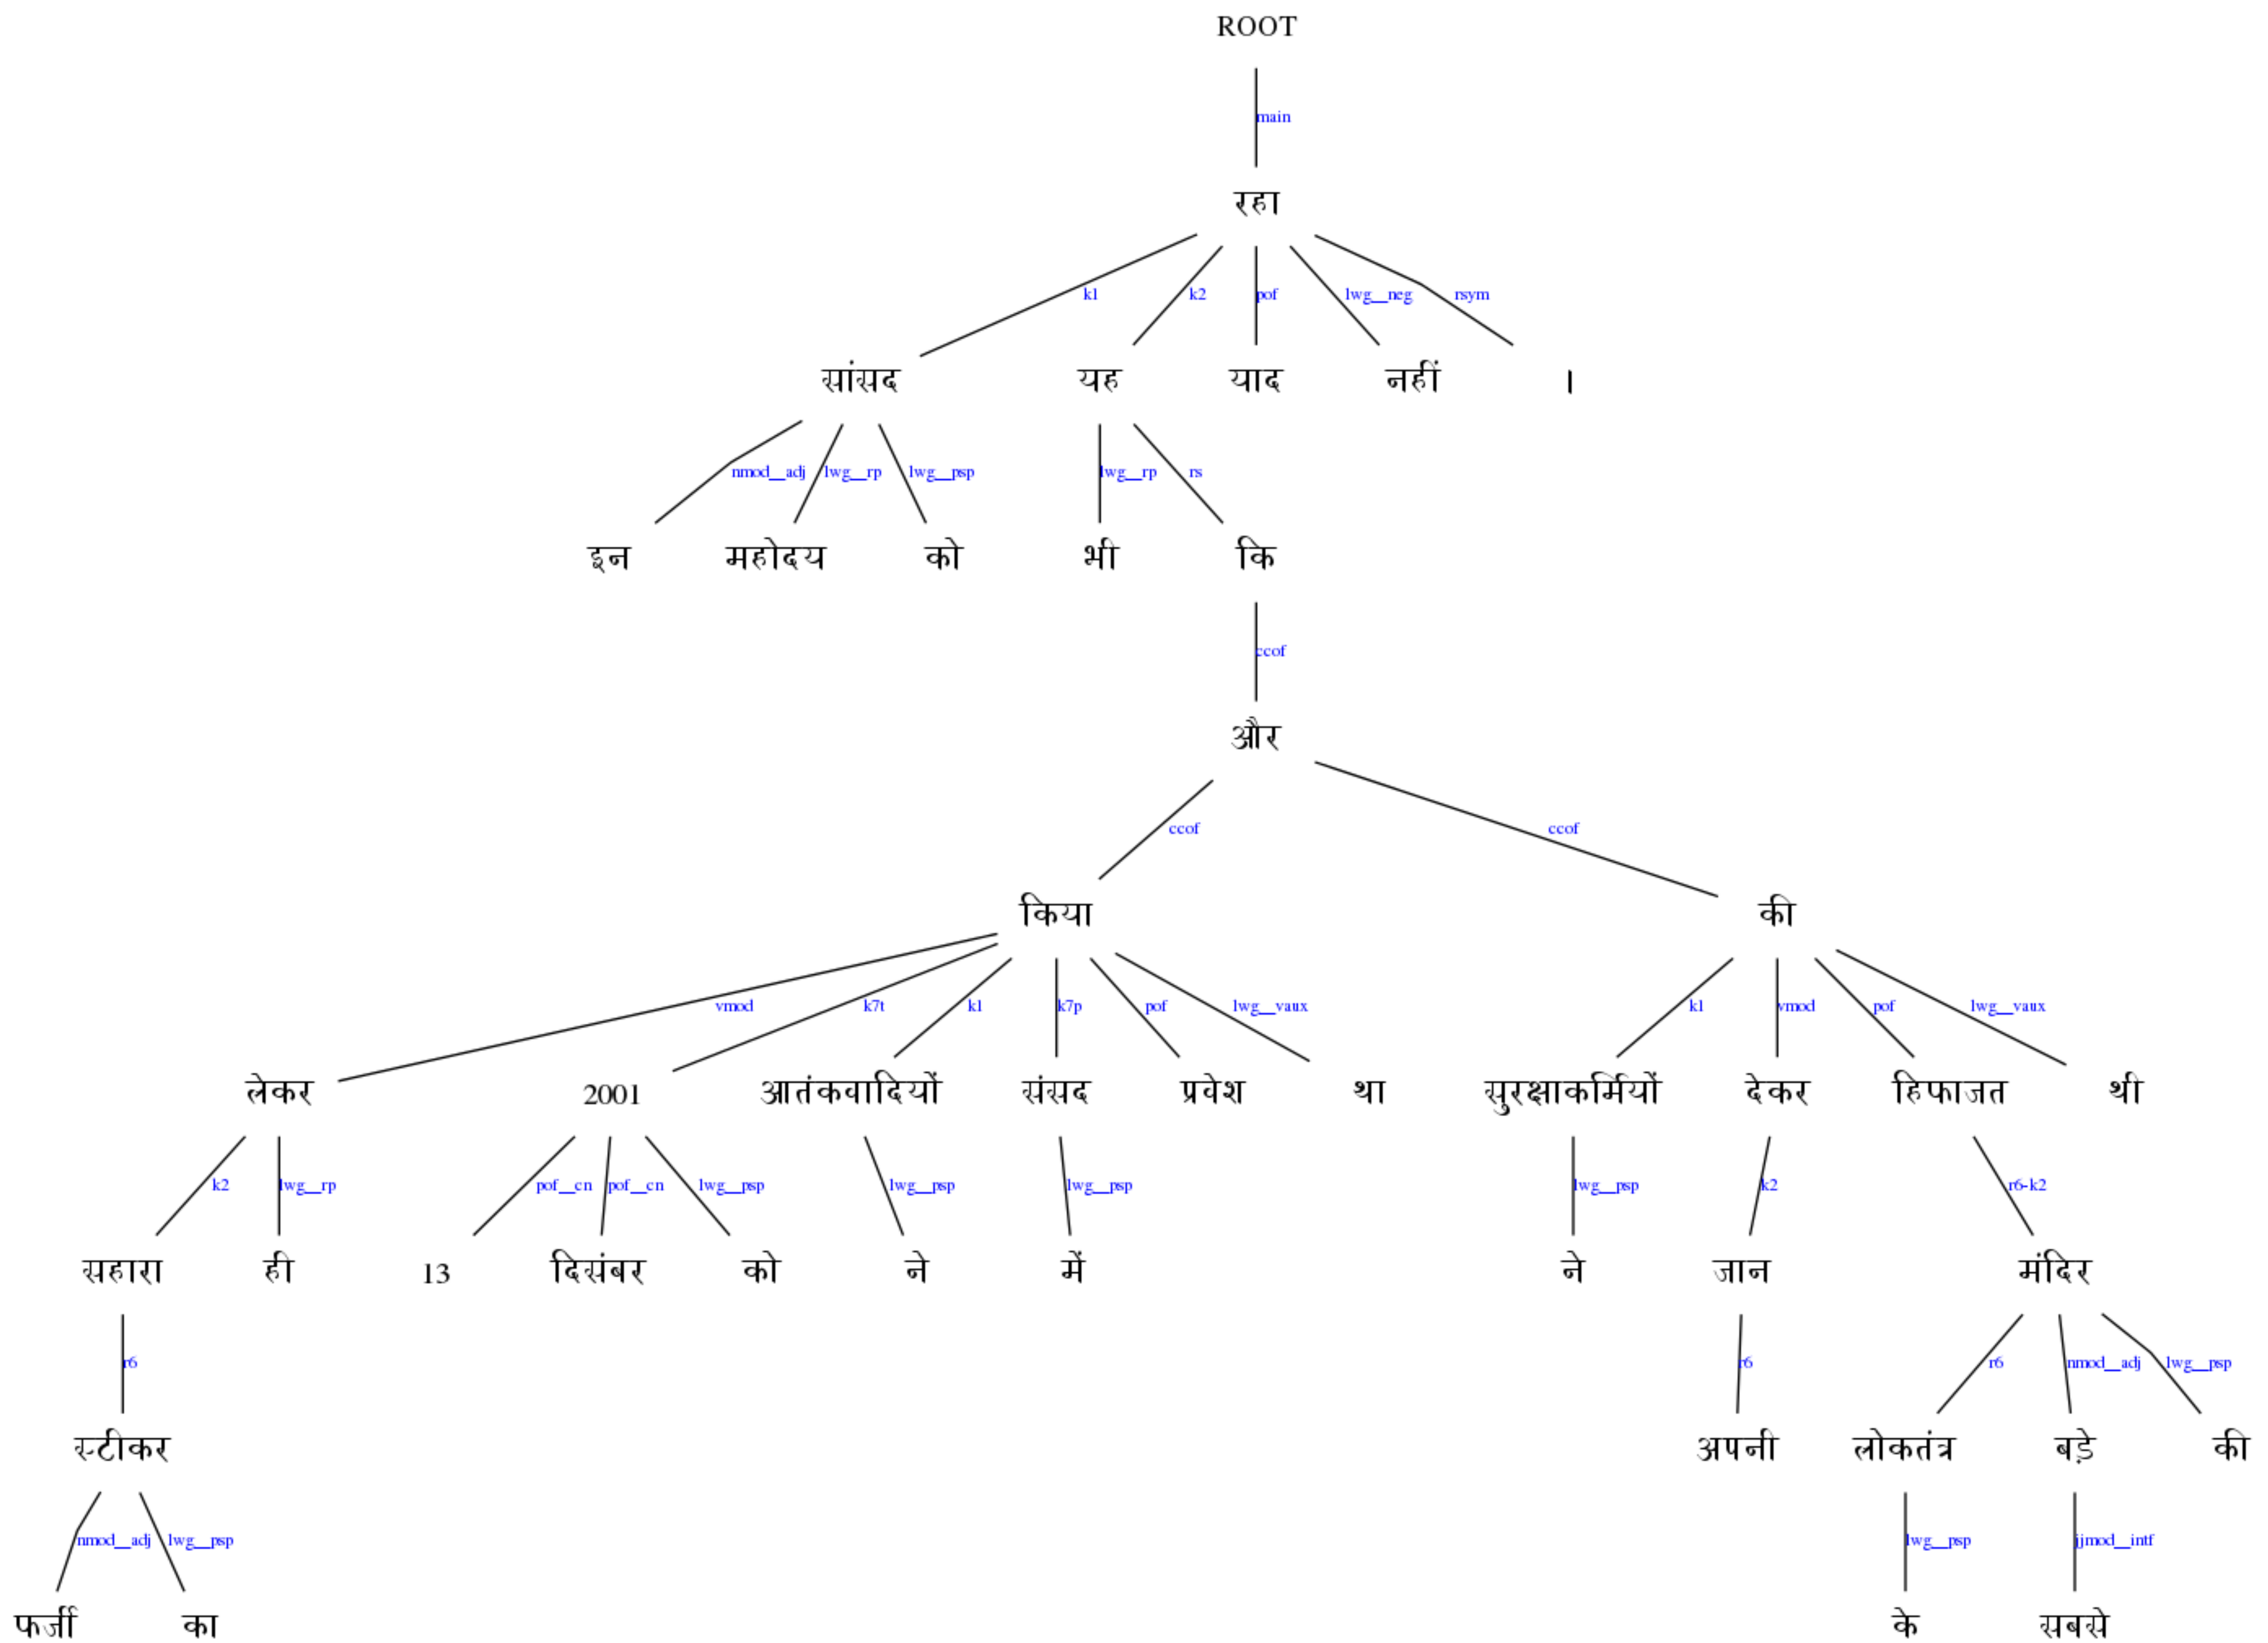 ROOT
main
रहा
k1 k2 pof lwg__neg rsym
सांसद यह याद नहीं ।
nmod__adj lwg__rp lwg__psp lwg__rp rs
इन महोदय को भी कि
ccof
और
ccof ccof
किया की
vmod k7t k1 k7p pof lwg__vaux k1 vmod pof lwg__vaux
लेकर 2001 आतंकवादियों संसद प्रवेश था सुरक्षाकर्मियों देकर हिफाजत थी
k2 lwg__rp pof__cn pof__cn lwg__psp lwg__psp lwg__psp lwg__psp k2 r6-k2
सहारा ही 13 दिसंबर को ने में ने जान मंदिर
r6 r6 r6 nmod__adj lwg__psp
स्टीकर अपनी लोकतंत्र बड़े की
nmod__adj lwg__psp lwg__psp jjmod__intf
फर्जी का के सबसे